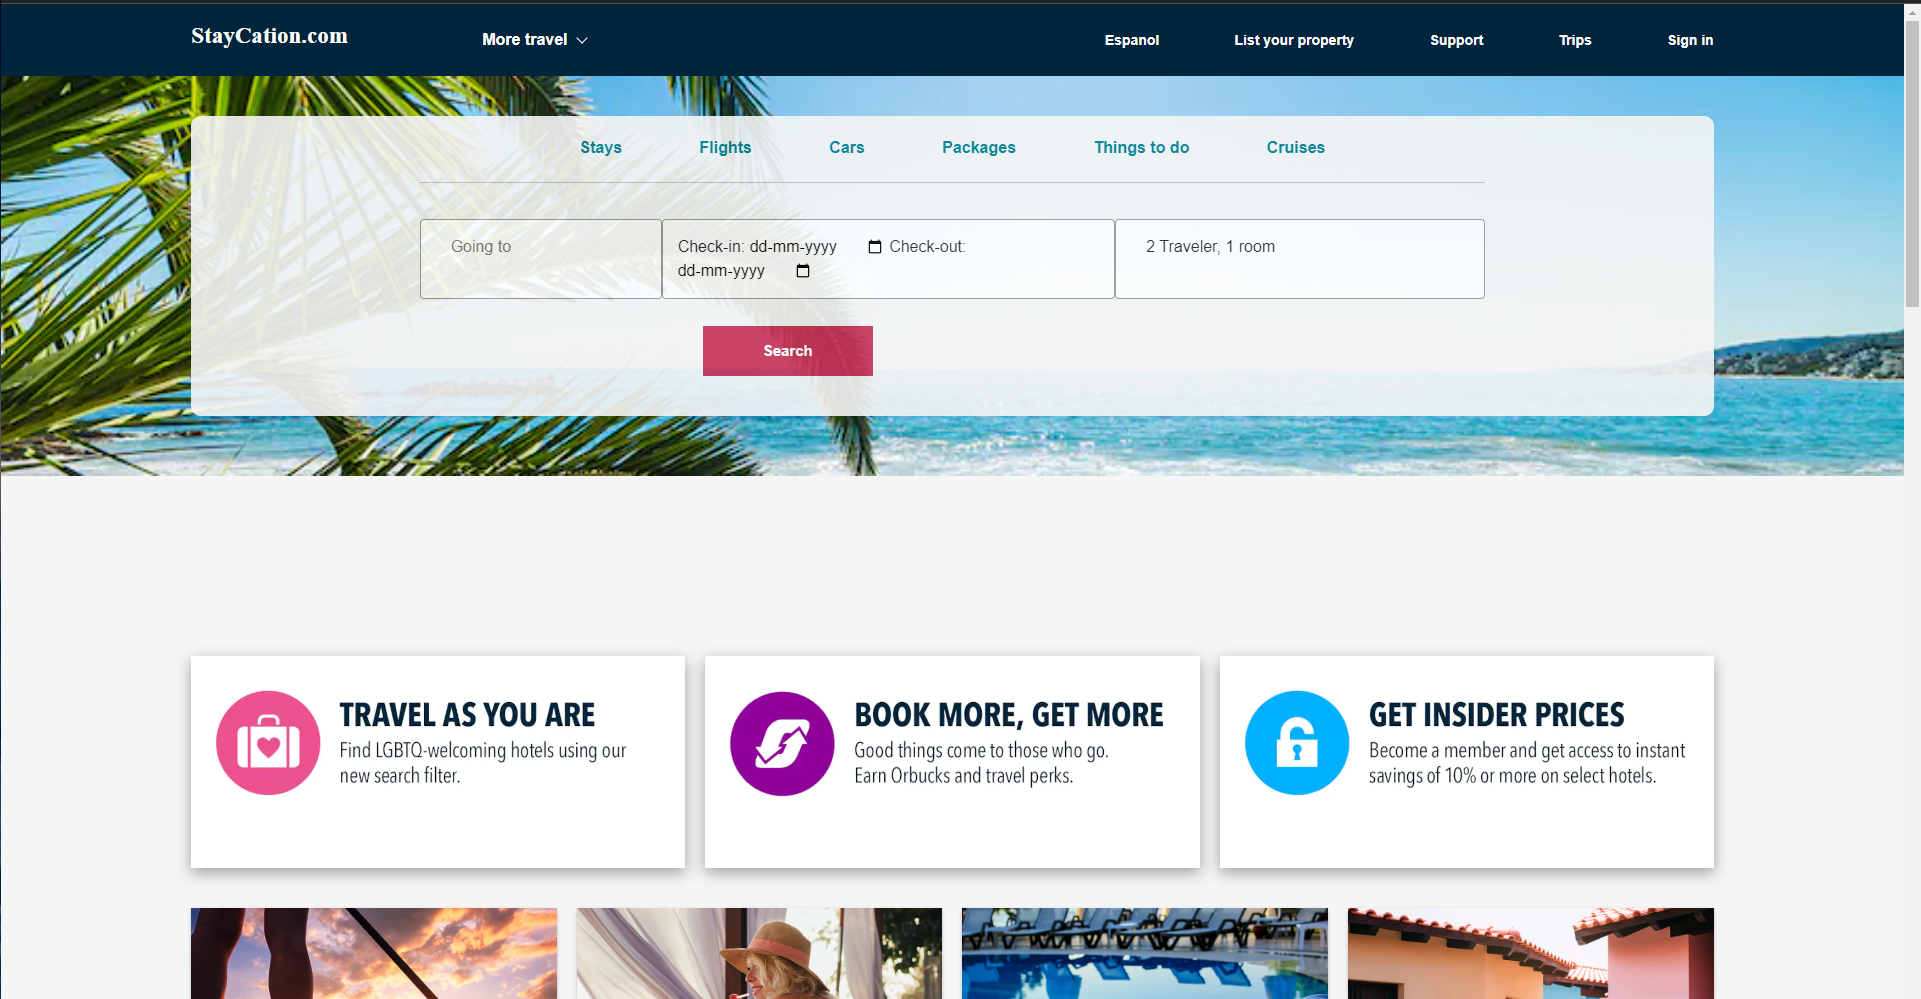 StayCation.com
More travel
Espanol
List your property
Support
Trips
Sign in
Stays
Flights
Cars
Packages
Things to do
Cruises
Going to
Check-in: dd-mm-yyyy Check-out:
dd-mm-yyyy
2 Traveler, 1 room
Search
TRAVEL AS YOU ARE
Find LGBTQ-welcoming hotels using our
new search filter.
BOOK MORE, GET MORE
Good things come to those who go.
Earn Orbucks and travel perks.
GET INSIDER PRICES
Become a member and get access to instant
savings of 10% or more on select hotels.